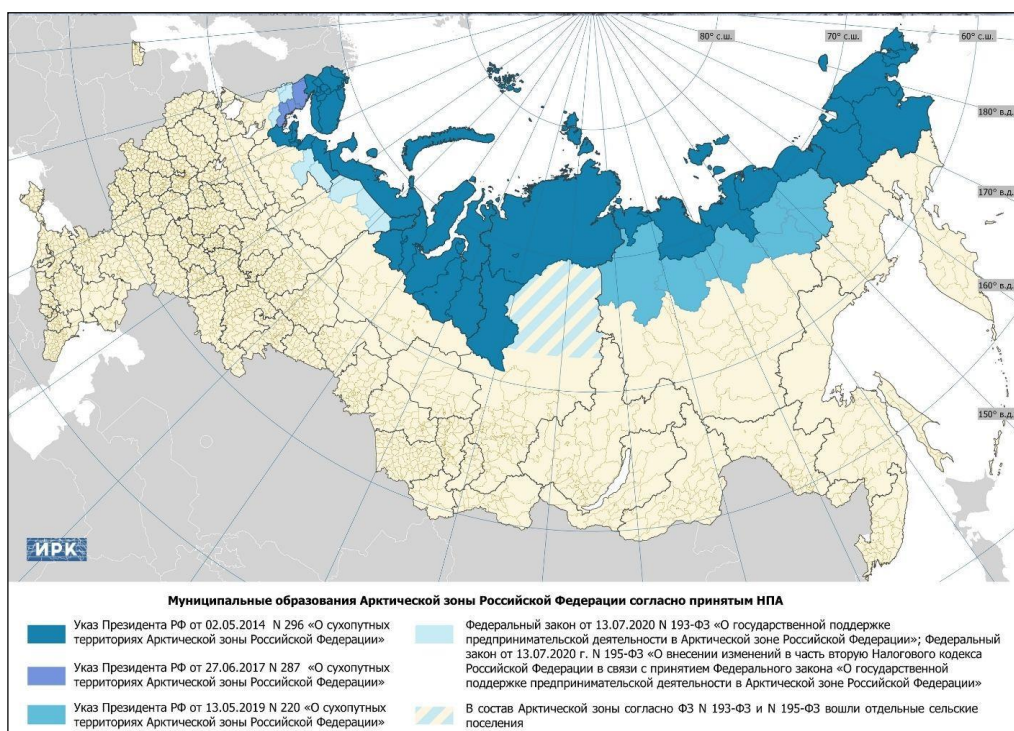 80° с.ш.
70° с.ш.
60° с.ш.
180° в.д.
170° в.д.
160° в.д.
150° в.д.
ИРК
Муниципальные образования Арктической зоны Российской Федерации согласно принятым НПА
Указ Президента РФ от 02.05.2014 N 296 «О сухопутных
территориях Арктической зоны Российской Федерации»
Указ Президента РФ от 27.06.2017 N 287 «О сухопутных
территориях Арктической зоны Российской Федерации»
Указ Президента РФ от 13.05.2019 N 220 «О сухопутных
территориях Арктической зоны Российской Федерации»
Федеральный закон от 13.07.2020 N 193-ФЗ «О государственной поддержке
предпринимательской деятельности в Арктической зоне Российской Федерации»; Федеральный
закон от 13.07.2020 г. N 195-ФЗ «О внесении изменений в часть вторую Налогового кодекса
Российской Федерации в связи с принятием Федерального закона «О государственной
поддержке предпринимательской деятельности в Арктической зоне Российской Федерации»
В состав Арктической зоны согласно ФЗ N 193-ФЗ и N 195-ФЗ вошли отдельные сельские
поселения